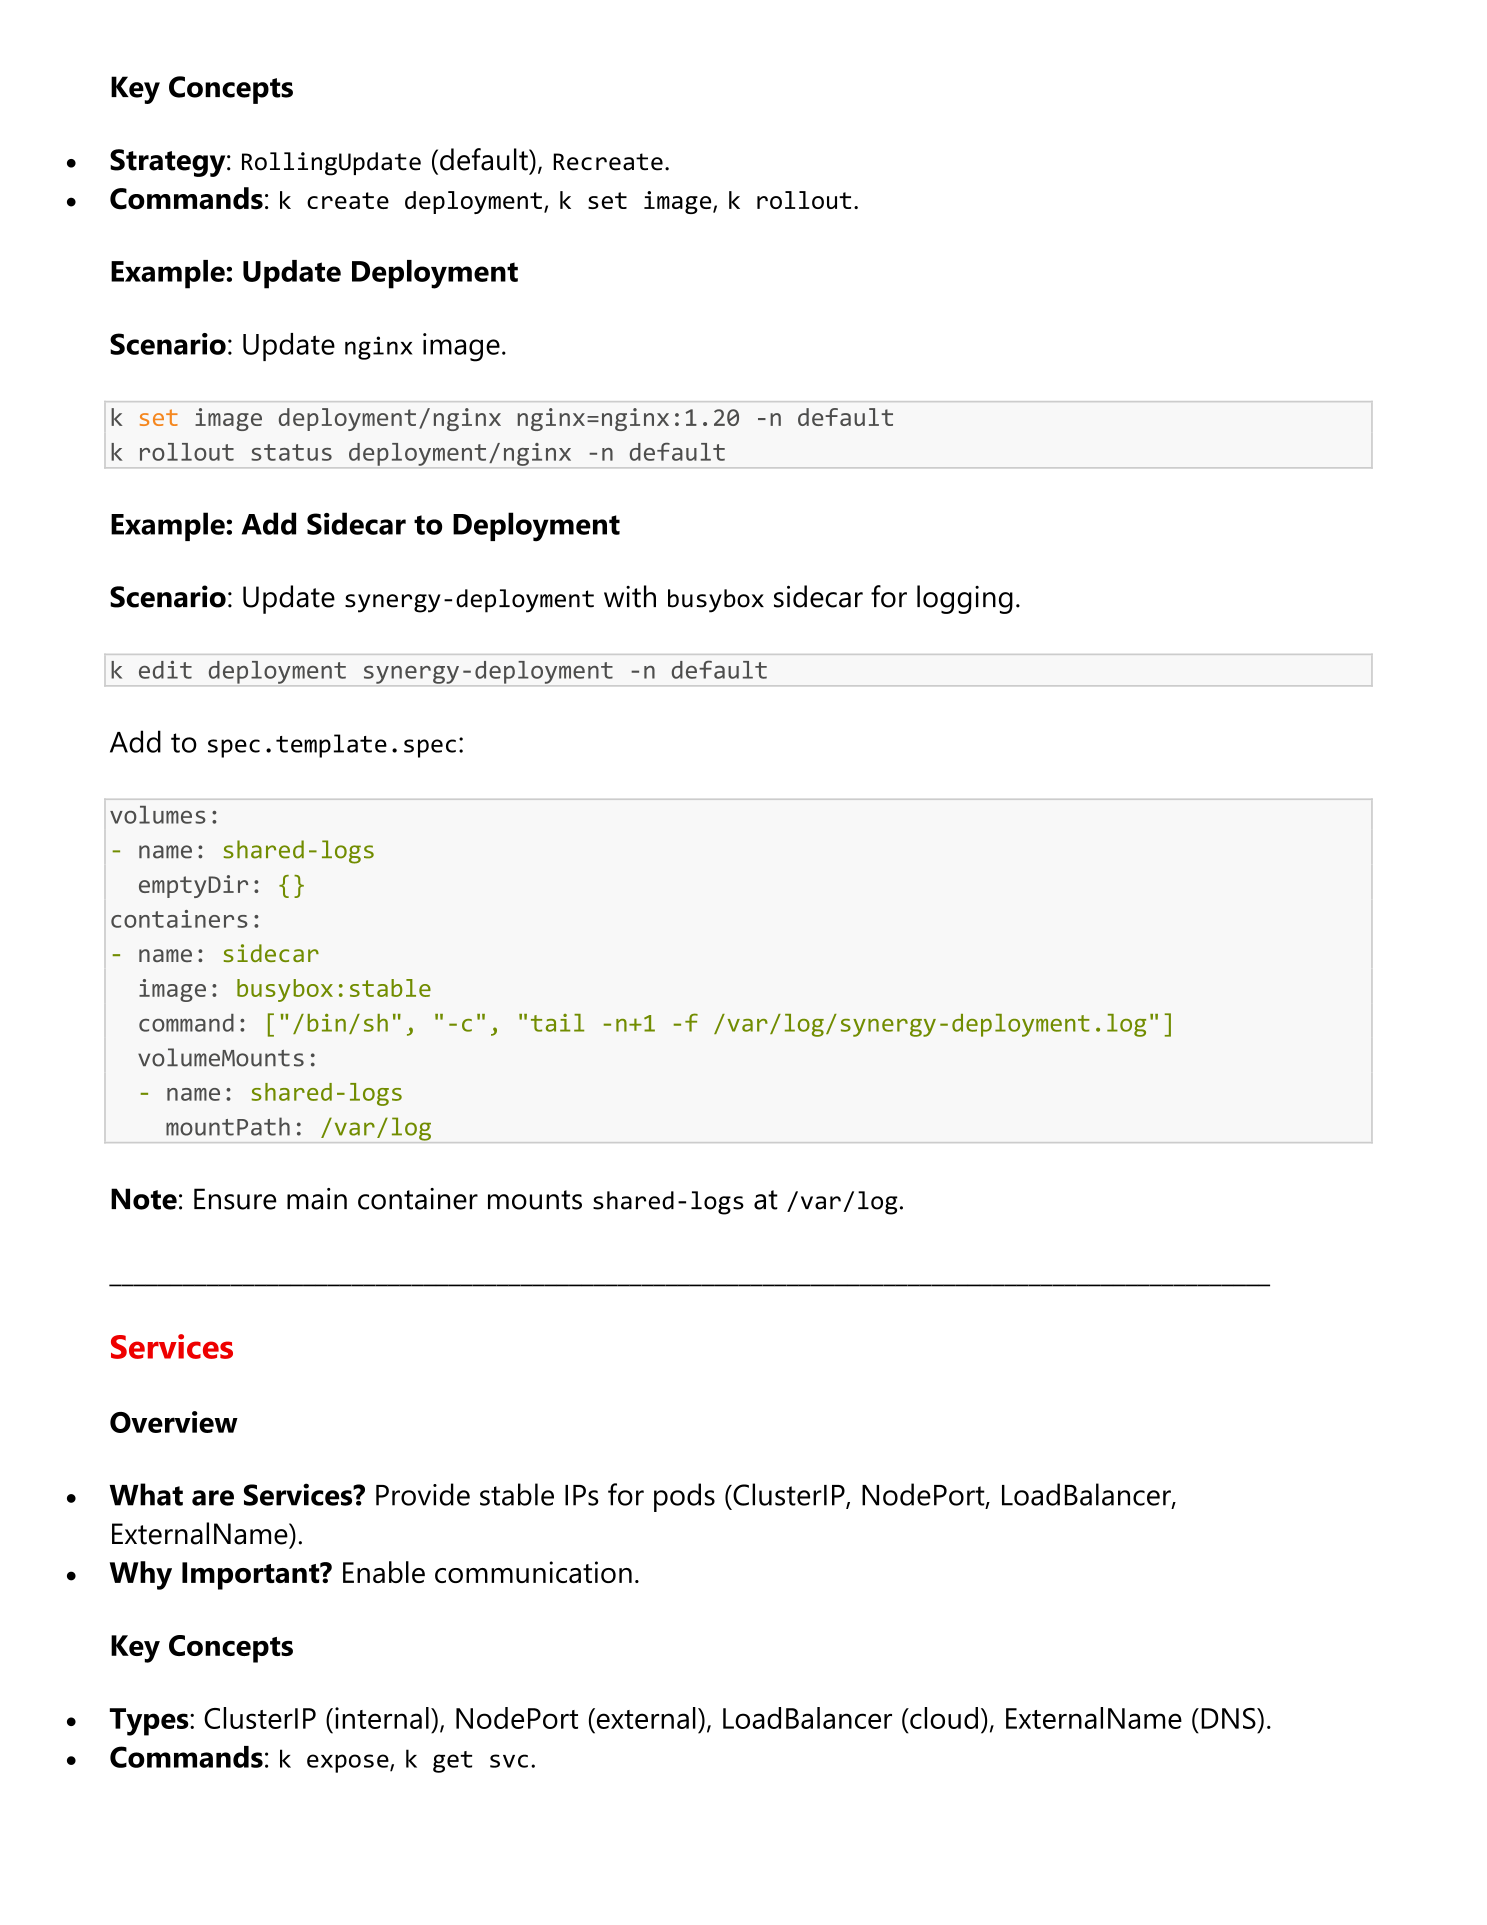 Key Concepts
• Strategy: RollingUpdate (default), Recreate.
• Commands: k create deployment, k set image, k rollout.
Example: Update Deployment
Scenario: Update nginx image.
k set image deployment/nginx nginx=nginx:1.20 -n default
k rollout status deployment/nginx -n default
Example: Add Sidecar to Deployment
Scenario: Update synergy-deployment with busybox sidecar for logging.
k edit deployment synergy-deployment -n default
Add to spec.template.spec:
volumes:
- name: shared-logs
  emptyDir: {}
containers:
- name: sidecar
  image: busybox:stable
  command: ["/bin/sh", "-c", "tail -n+1 -f /var/log/synergy-deployment.log"]
  volumeMounts:
  - name: shared-logs
    mountPath: /var/log
Note: Ensure main container mounts shared-logs at /var/log.
Services
Overview
• What are Services? Provide stable IPs for pods (ClusterIP, NodePort, LoadBalancer,
ExternalName).
• Why Important? Enable communication.
Key Concepts
• Types: ClusterIP (internal), NodePort (external), LoadBalancer (cloud), ExternalName (DNS).
• Commands: k expose, k get svc.